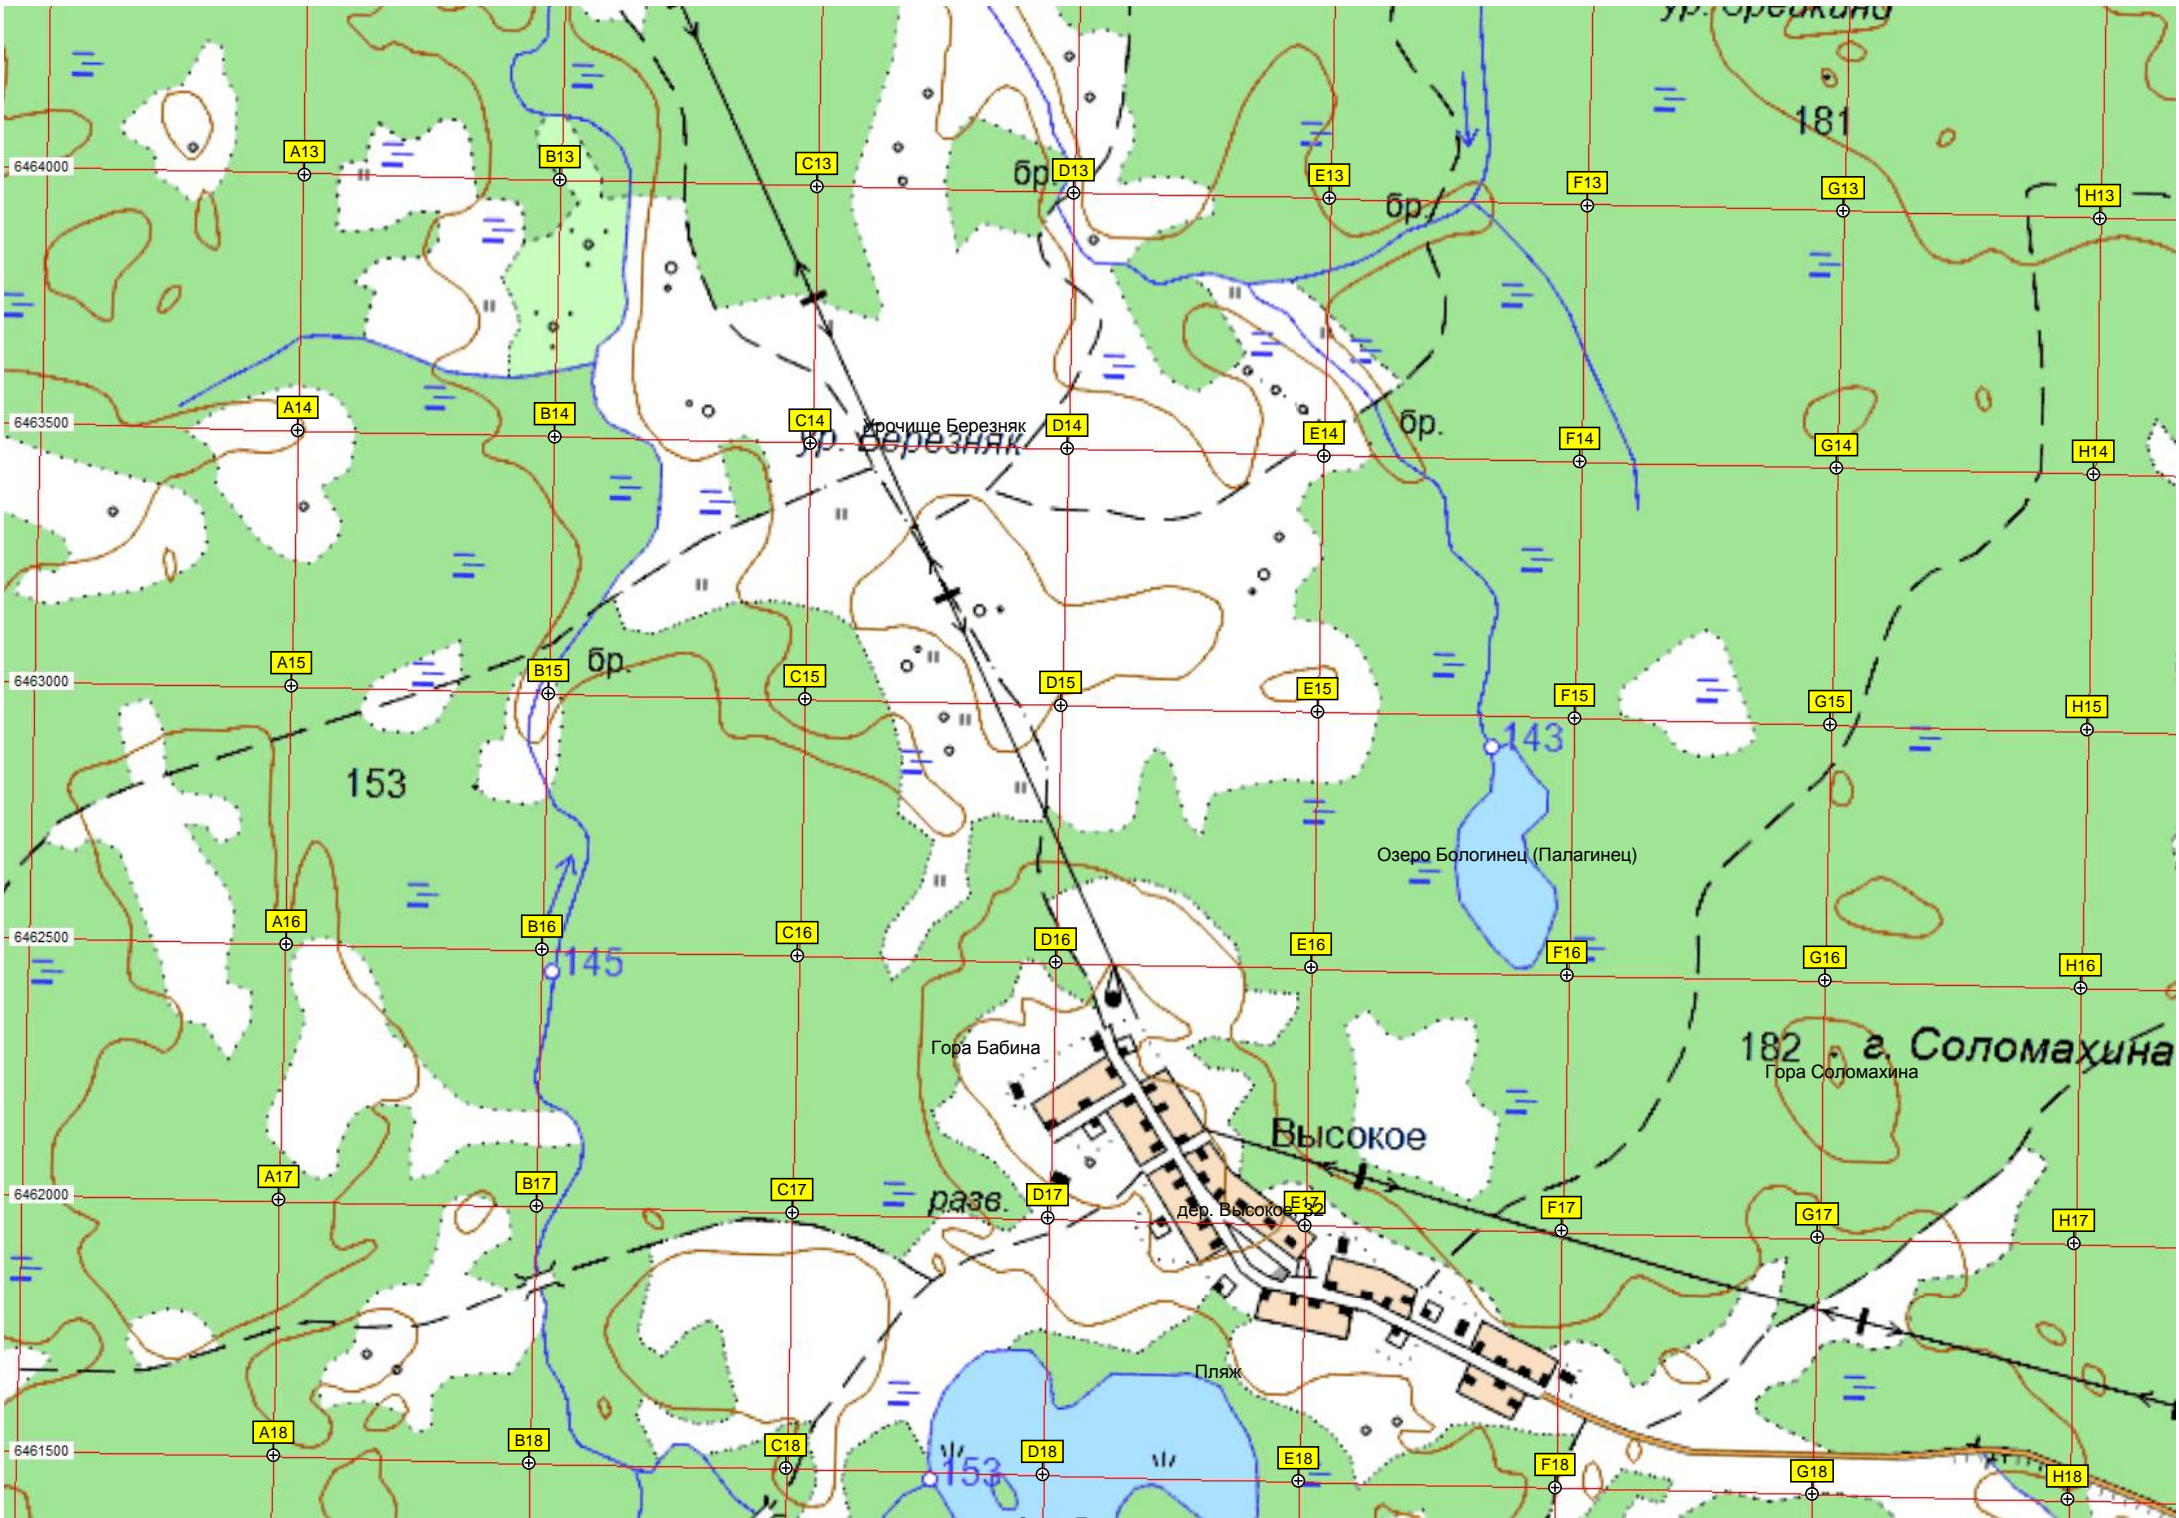 181
A13
B13
C13
D13
E13
F13
G13
H13
6464000
бр.
бр.
A14
B14
C14
D14
E14
F14
G14
H14
6463500
Урочище Березняк
ур. Березняк
бр.
A15
B15
C15
D15
E15
F15
G15
H15
6463000
бр.
143
153
Озеро Бологинец (Палагинец)
A16
B16
C16
D16
E16
F16
G16
H16
6462500
145
Гора Бабина
182 г. Соломахина
Гора Соломахина
Высокое
A17
B17
C17
D17
E17
F17
G17
H17
6462000
разв.
дер. Высокое 32
Пляж
A18
B18
C18
D18
E18
F18
G18
H18
6461500
153